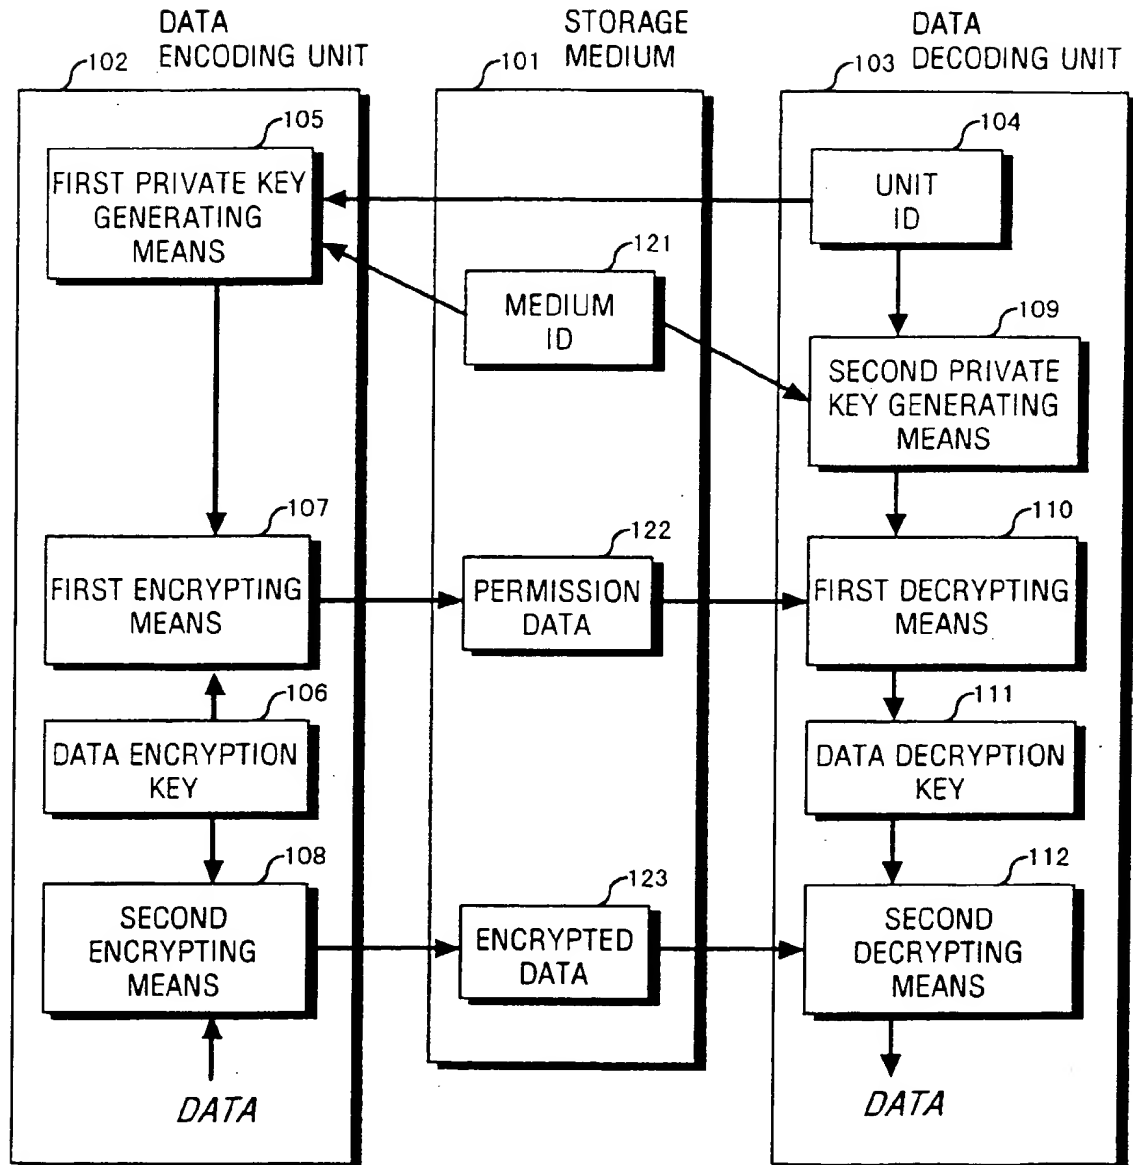 DATA
ENCODING UNIT
102
STORAGE
MEDIUM
101
DATA
DECODING UNIT
103
105
FIRST PRIVATE KEY
GENERATING
MEANS
104
UNIT
ID
121
MEDIUM
ID
109
SECOND PRIVATE
KEY GENERATING
MEANS
107
FIRST ENCRYPTING
MEANS
122
PERMISSION
DATA
110
FIRST DECRYPTING
MEANS
106
DATA ENCRYPTION
KEY
111
DATA DECRYPTION
KEY
108
SECOND
ENCRYPTING
MEANS
123
ENCRYPTED
DATA
112
SECOND
DECRYPTING
MEANS
DATA
DATA